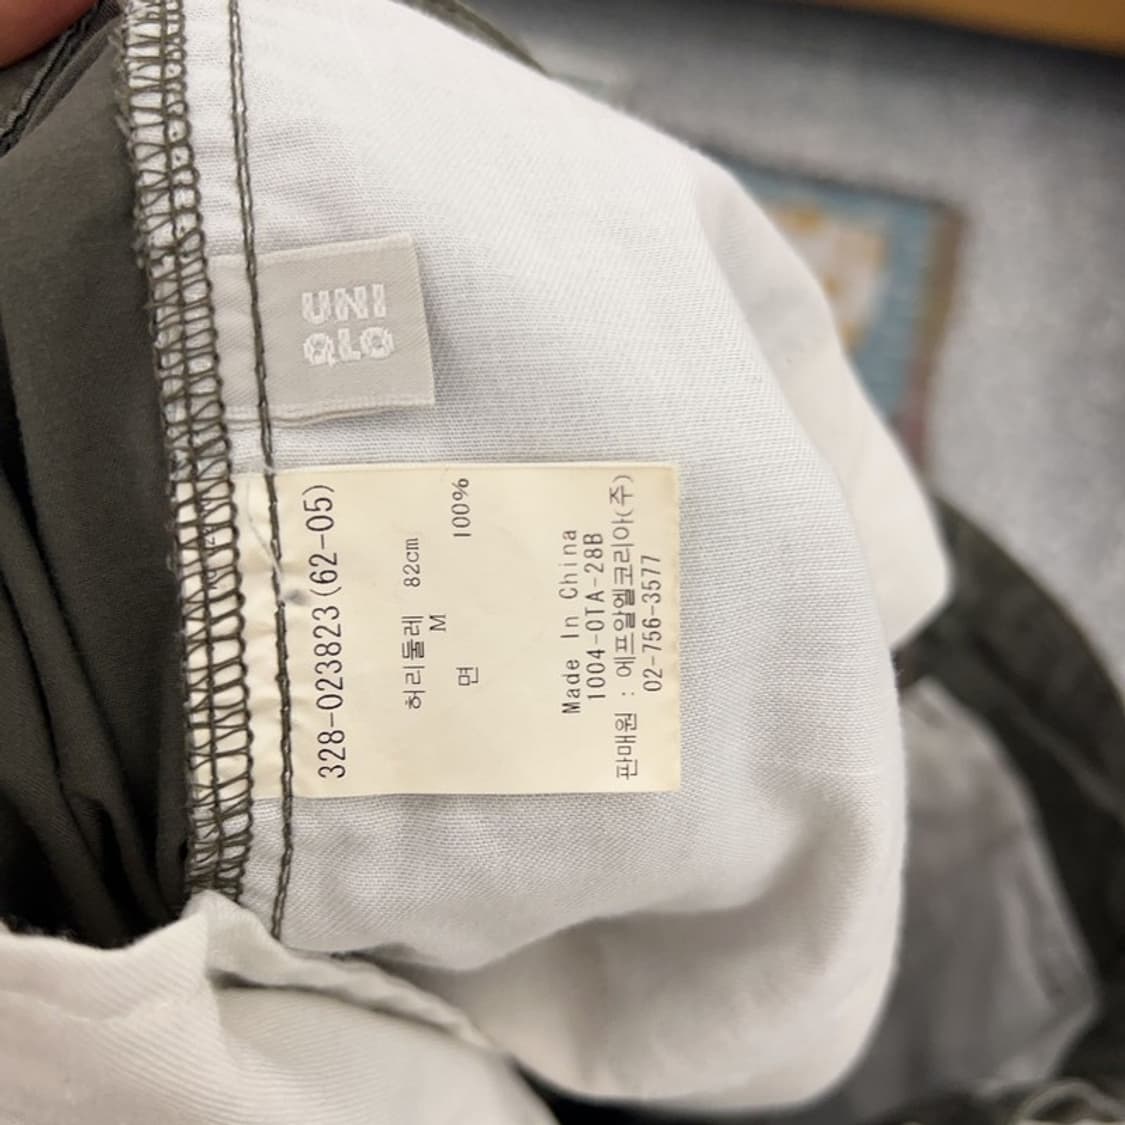 UNI
QLO
328-023823(62-05)
허리둘레 82cm
M
면 100%
Made In China
1004-0TA-28B
판매원 : 에프알엘코리아(주)
02-756-3577